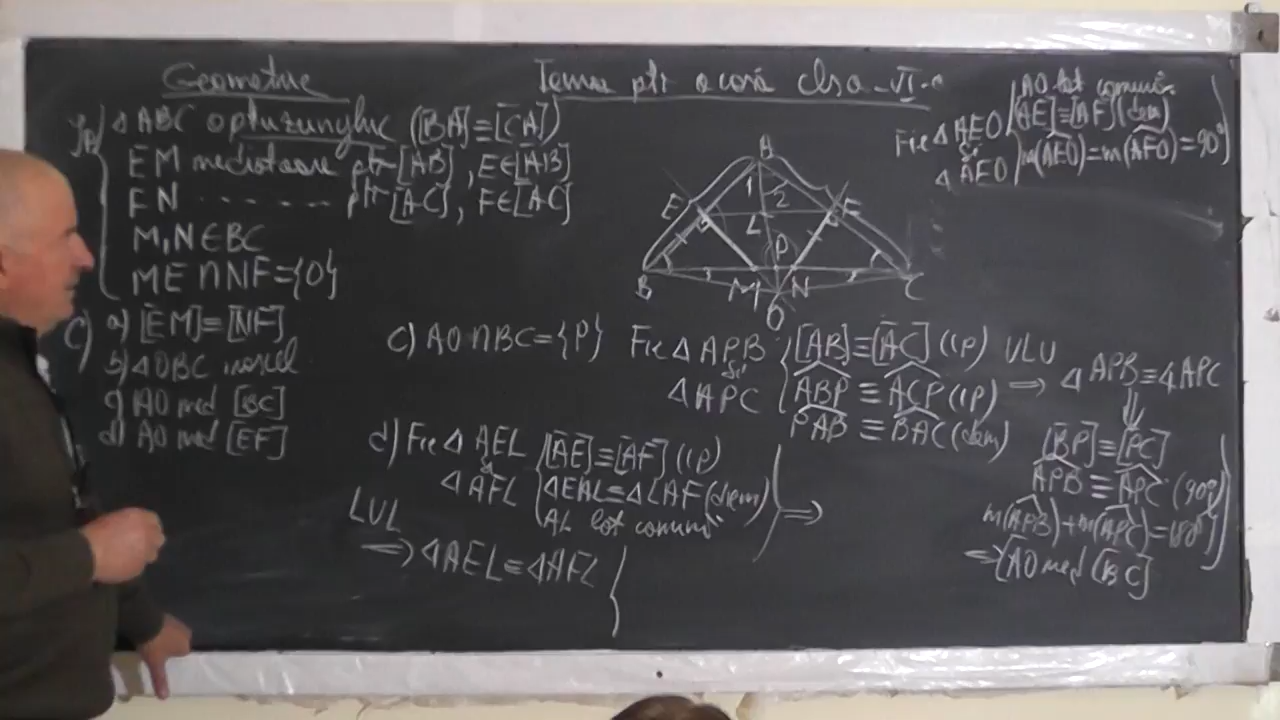 Geometrie
Tema ptr acasă clsa VI-a
Ip
△ABC optuzunghic ([BA]≡[CA])
EM mediatoare ptr [AB], E∈[AB]
FN ........ ptr [AC], F∈[AC]
M,N∈BC
ME∩NF={O}
C)
a) [EM]≡[NF]
b) △OBC isoscel
c) AO med [BC]
d) AO med [EF]
Fie △AEO
și
△AFO
AO lat comună
[AE]≡[AF] (dem)
m(AEO)=m(AFO)=90°
A
E
1
2
F
L
P
B
M
N
C
O
c) AO∩BC={P}
Fie △APB
și
△APC
[AB]≡[AC] (ip)
ABP ≡ ACP (ip)
PAB ≡ BAC (dem)
ULU
⇒ △APB≡△APC
⇓
[BP]≡[PC]
APB ≡ APC (90°)
m(APB)+m(APC)=180°
⇒ AO med [BC]
d) Fie △AEL
și
△AFL
[AE]≡[AF] (ip)
∢EAL≡∢LAF (dem)
AL lat comună
⇒
LUL
⇒ △AEL≡△AFL